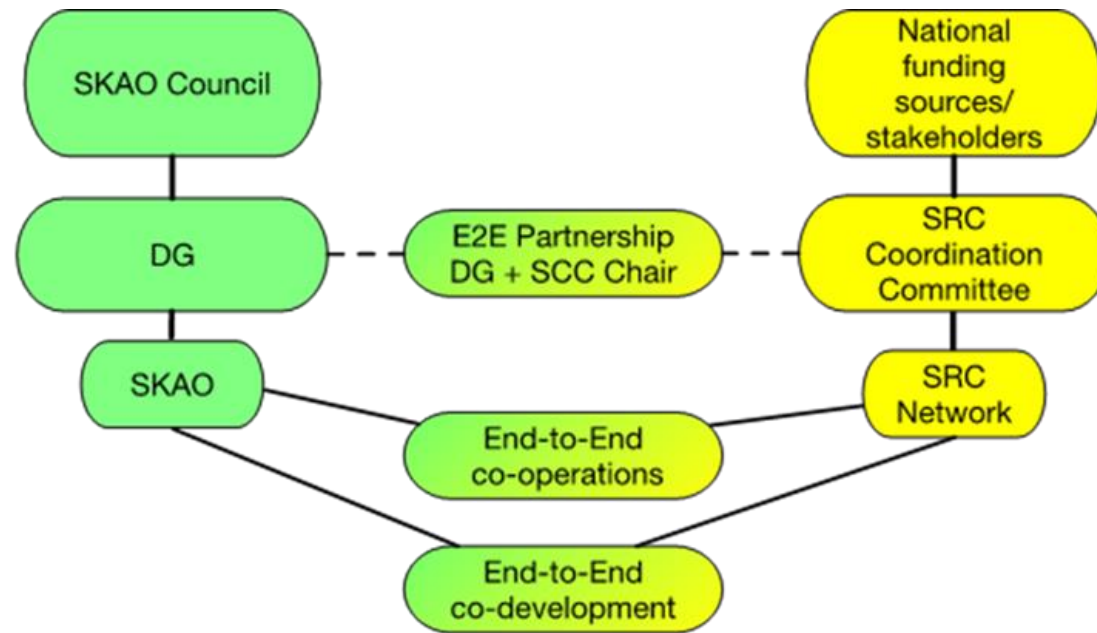 SKAO Council
National
funding
sources/
stakeholders
DG
E2E Partnership
DG + SCC Chair
SRC
Coordination
Committee
SKAO
SRC
Network
End-to-End
co-operations
End-to-End
co-development